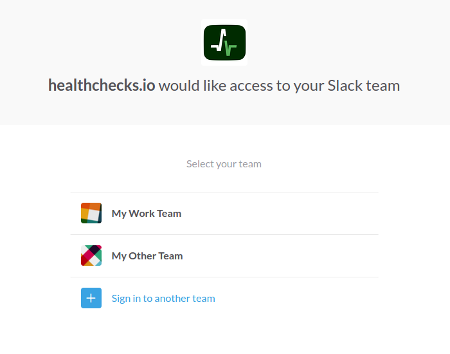 healthchecks.io would like access to your Slack team
Select your team
My Work Team
My Other Team
Sign in to another team